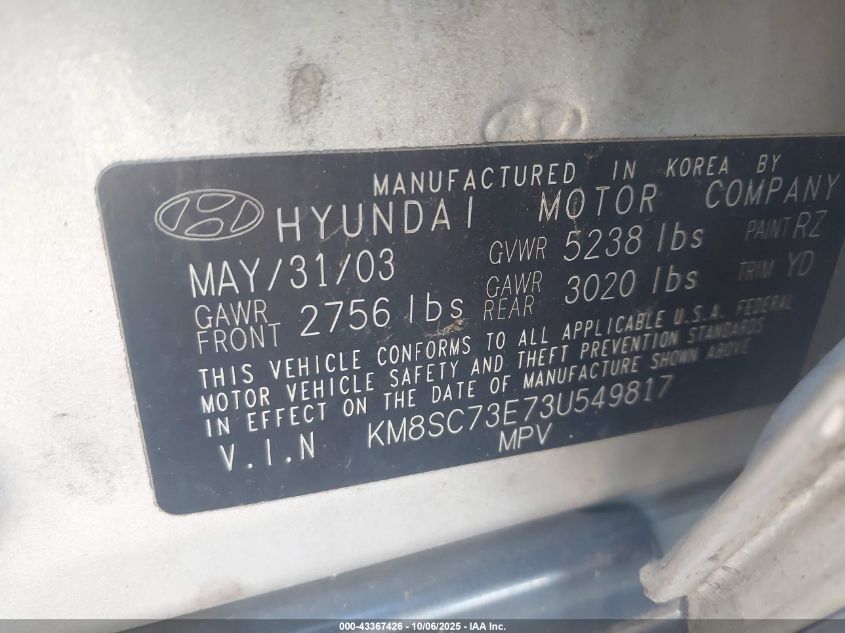 MANUFACTURED IN KOREA BY
HYUNDAI MOTOR COMPANY
MAY/31/03 GVWR 5238 lbs PAINT RZ
GAWR FRONT 2756 lbs GAWR REAR 3020 lbs TRIM YD
THIS VEHICLE CONFORMS TO ALL APPLICABLE U.S.A. FEDERAL
MOTOR VEHICLE SAFETY AND THEFT PREVENTION STANDARDS
IN EFFECT ON THE DATE OF MANUFACTURE SHOWN ABOVE
V.I.N KM8SC73E73U549817
MPV
000-43367426 - 10/06/2025 - IAA Inc.